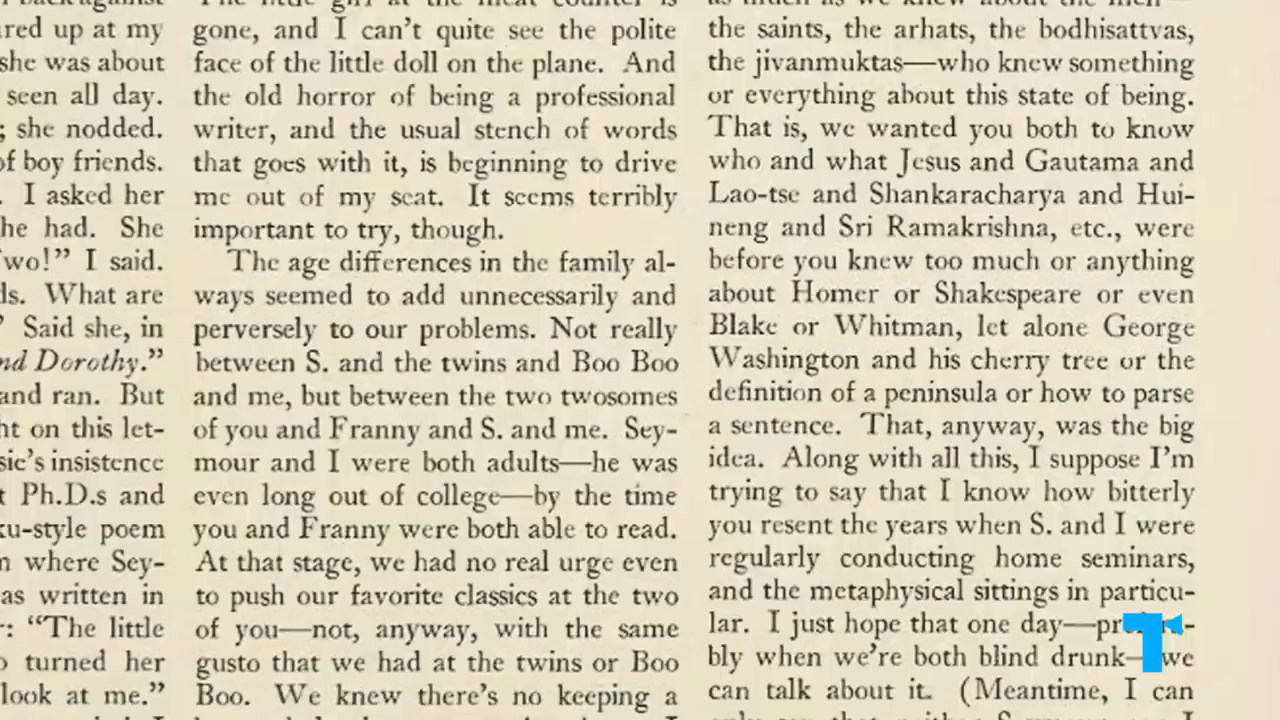 red up at my
she was about
seen all day.
; she nodded.
of boy friends.
. I asked her
he had. She
wo!” I said.
ls. What are
” Said she, in
nd Dorothy.”
and ran. But
ht on this let-
sie’s insistence
t Ph.D.s and
ku-style poem
n where Sey-
as written in
r: “The little
o turned her
look at me.”
The little girl at the meat counter is
gone, and I can’t quite see the polite
face of the little doll on the plane. And
the old horror of being a professional
writer, and the usual stench of words
that goes with it, is beginning to drive
me out of my seat. It seems terribly
important to try, though.
The age differences in the family al-
ways seemed to add unnecessarily and
perversely to our problems. Not really
between S. and the twins and Boo Boo
and me, but between the two twosomes
of you and Franny and S. and me. Sey-
mour and I were both adults—he was
even long out of college—by the time
you and Franny were both able to read.
At that stage, we had no real urge even
to push our favorite classics at the two
of you—not, anyway, with the same
gusto that we had at the twins or Boo
Boo. We knew there’s no keeping a
as much as we knew about the men—
the saints, the arhats, the bodhisattvas,
the jivanmuktas—who knew something
or everything about this state of being.
That is, we wanted you both to know
who and what Jesus and Gautama and
Lao-tse and Shankaracharya and Hui-
neng and Sri Ramakrishna, etc., were
before you knew too much or anything
about Homer or Shakespeare or even
Blake or Whitman, let alone George
Washington and his cherry tree or the
definition of a peninsula or how to parse
a sentence. That, anyway, was the big
idea. Along with all this, I suppose I’m
trying to say that I know how bitterly
you resent the years when S. and I were
regularly conducting home seminars,
and the metaphysical sittings in particu-
lar. I just hope that one day—
bly when we’re both blind drunk—we
can talk about it. (Meantime, I can